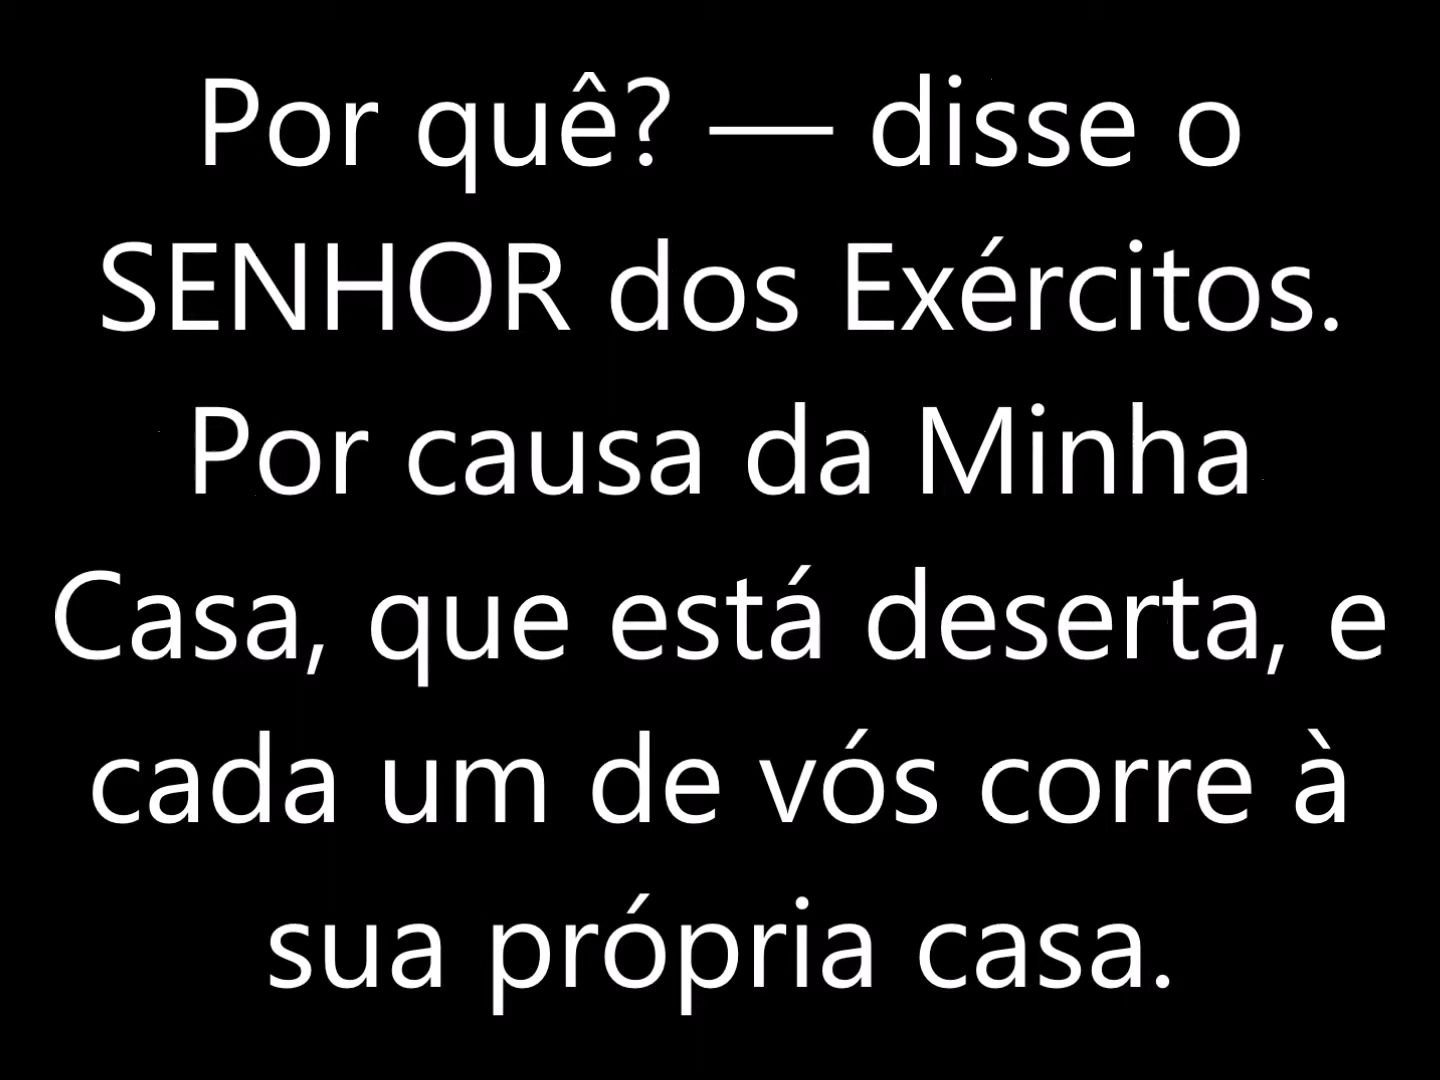 Por quê? — disse o
SENHOR dos Exércitos.
Por causa da Minha
Casa, que está deserta, e
cada um de vós corre à
sua própria casa.